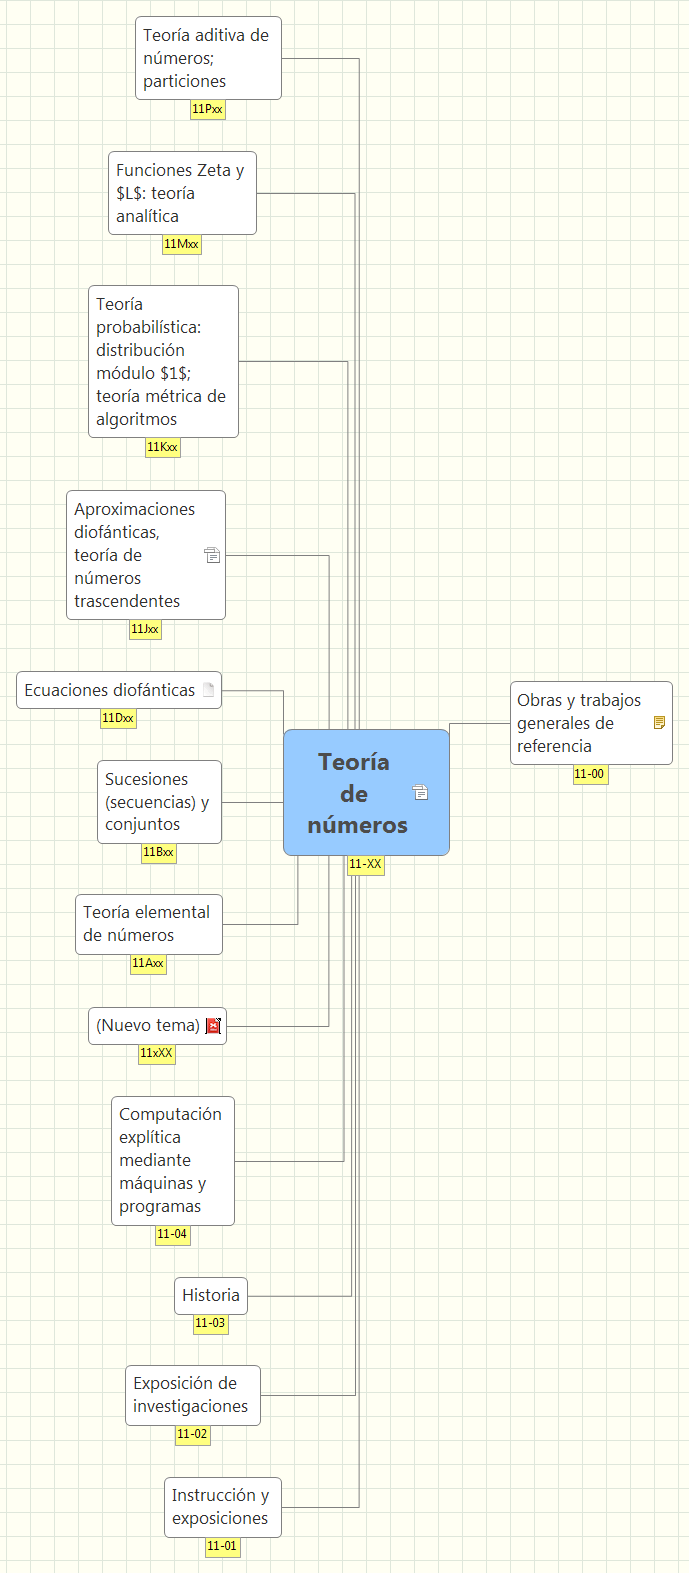 Teoría aditiva de
números;
particiones
11Pxx
Funciones Zeta y
$L$: teoría
analítica
11Mxx
Teoría
probabilística:
distribución
módulo $1$;
teoría métrica de
algoritmos
11Kxx
Aproximaciones
diofánticas,
teoría de
números
trascendentes
11Jxx
Ecuaciones diofánticas
11Dxx
Obras y trabajos
generales de
referencia
11-00
Teoría
de
números
11-XX
Sucesiones
(secuencias) y
conjuntos
11Bxx
Teoría elemental
de números
11Axx
(Nuevo tema)
11xXX
Computación
explítica
mediante
máquinas y
programas
11-04
Historia
11-03
Exposición de
investigaciones
11-02
Instrucción y
exposiciones
11-01